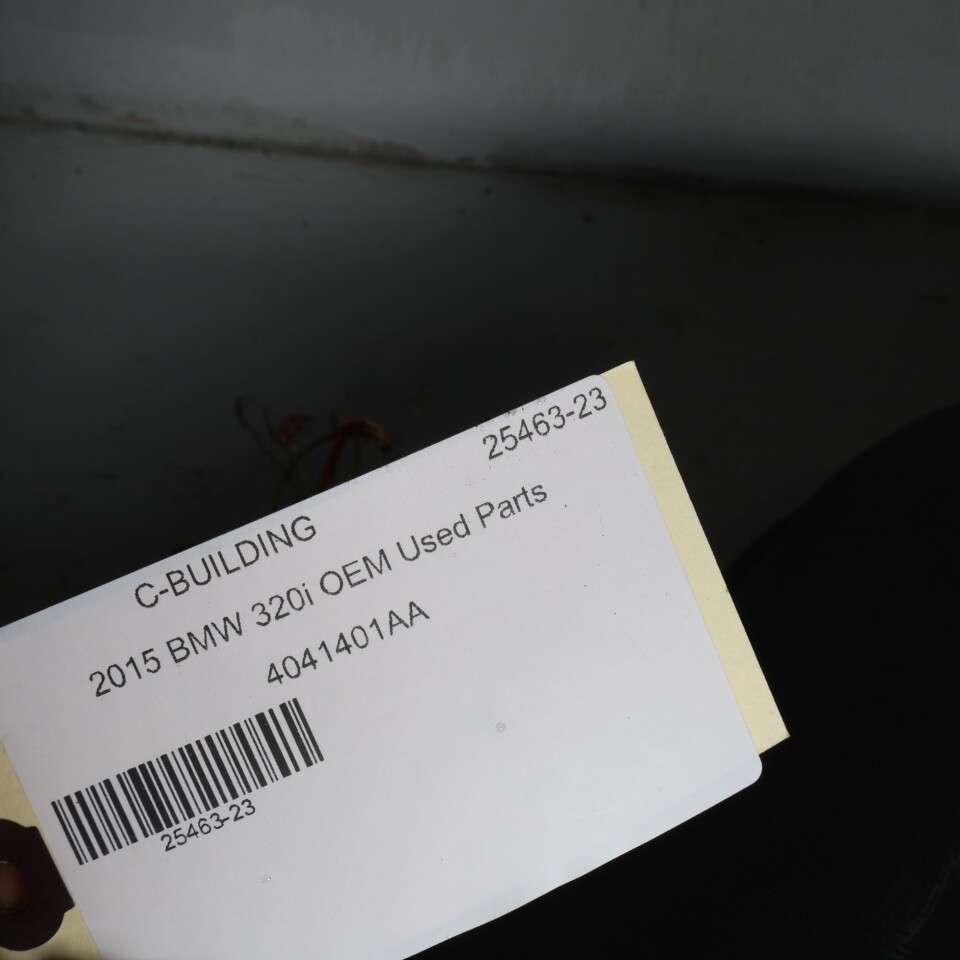 25463-23
C-BUILDING
2015 BMW 320i OEM Used Parts
4041401AA
25463-23